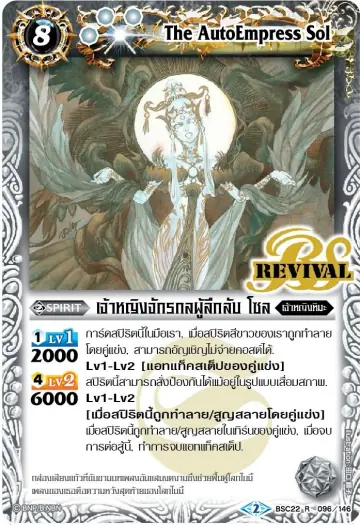 8
The AutoEmpress Sol
RS
REVIVAL
SPIRIT
เจ้าหญิงจักรกลผู้ลึกลับ โซล
เจ้าหญิงหิมะ
1 LV1
2000
การ์ดสปิริตนี้ในมือเรา, เมื่อสปิริตสีขาวของเราถูกทำลาย
โดยคู่แข่ง, สามารถอัญเชิญไม่จ่ายคอสต์ได้.
Lv1-Lv2 [แอทแท็คสเต็ปของคู่แข่ง]
4 LV2
6000
สปิริตนี้สามารถสั่งป้องกันได้แม้อยู่ในรูปแบบเสื่อมสภาพ.
Lv1-Lv2
[เมื่อสปิริตนี้ถูกทำลาย/สูญสลายโดยคู่แข่ง]
เมื่อสปิริตนี้ถูกทำลาย/สูญสลายในเทิร์นของคู่แข่ง, เมื่อจบ
การต่อสู้นี้, ทำการจบแอทแท็คสเต็ป.
2
BSC22 - R 096 / 146